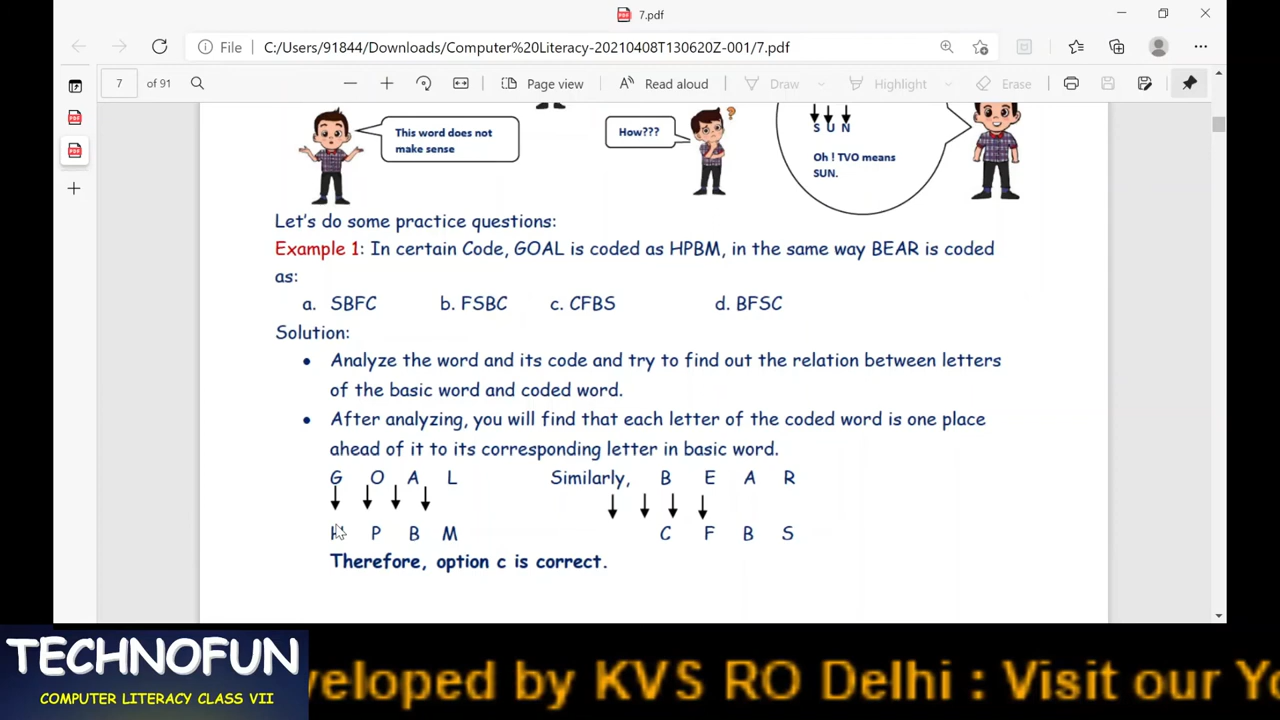 7.pdf
File
C:/Users/91844/Downloads/Computer%20Literacy-20210408T130620Z-001/7.pdf
7 of 91
Page view
Read aloud
Draw
Highlight
Erase
This word does not
make sense
How???
S U N
Oh ! TVO means
SUN.
Let's do some practice questions:
Example 1: In certain Code, GOAL is coded as HPBM, in the same way BEAR is coded
as:
a. SBFC b. FSBC c. CFBS d. BFSC
Solution:
• Analyze the word and its code and try to find out the relation between letters
of the basic word and coded word.
• After analyzing, you will find that each letter of the coded word is one place
ahead of it to its corresponding letter in basic word.
G O A L Similarly, B E A R
H P B M C F B S
Therefore, option c is correct.
TECHNOFUN
COMPUTER LITERACY CLASS VII
veloped by KVS RO Delhi : Visit our Yo